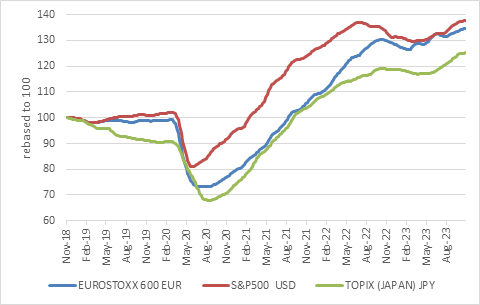 140
130
120
110
100
90
80
70
60
rebased to 100
Nov-18
Feb-19
May-19
Aug-19
Nov-19
Feb-20
May-20
Aug-20
Nov-20
Feb-21
May-21
Aug-21
Nov-21
Feb-22
May-22
Aug-22
Nov-22
Feb-23
May-23
Aug-23
EUROSTOXX 600 EUR
S&P500 USD
TOPIX (JAPAN) JPY